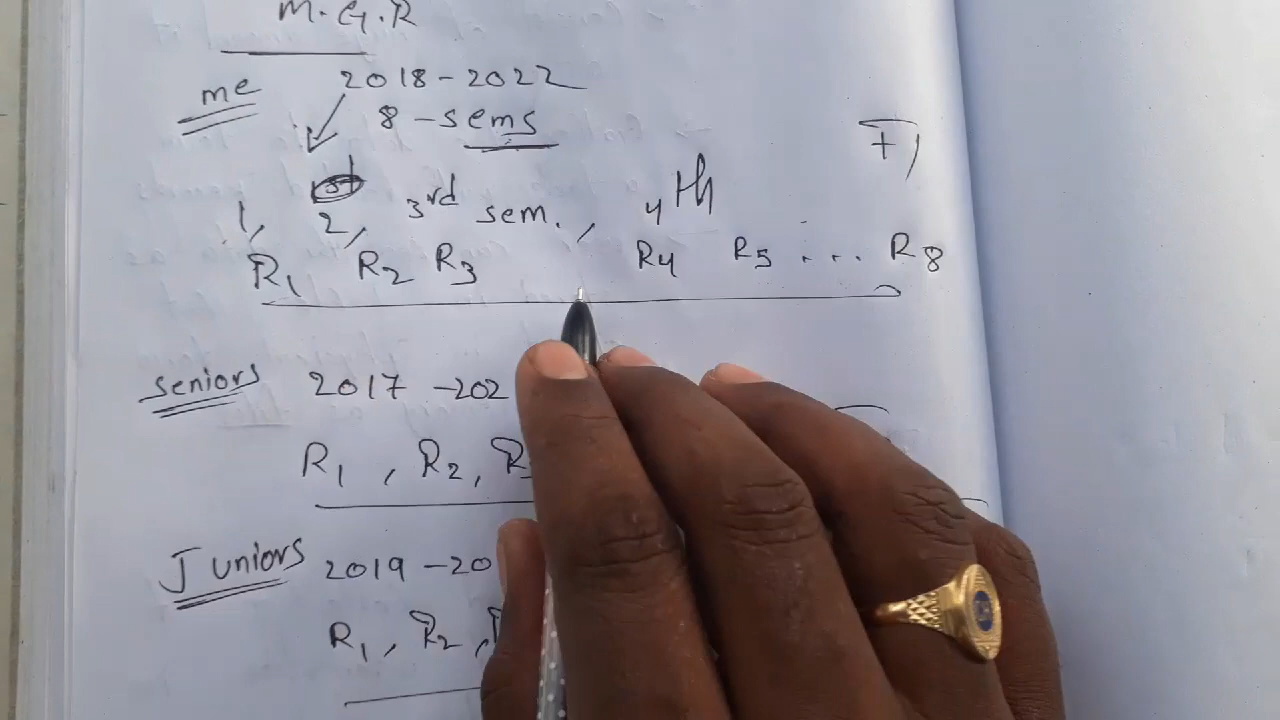 M.G.R
me 2018-2022
8-sems
1, 2, 3rd sem., 4th
R1 R2 R3 R4 R5 ... R8
Seniors 2017 -202
R1, R2, R
Juniors 2019 -20
R1, R2,